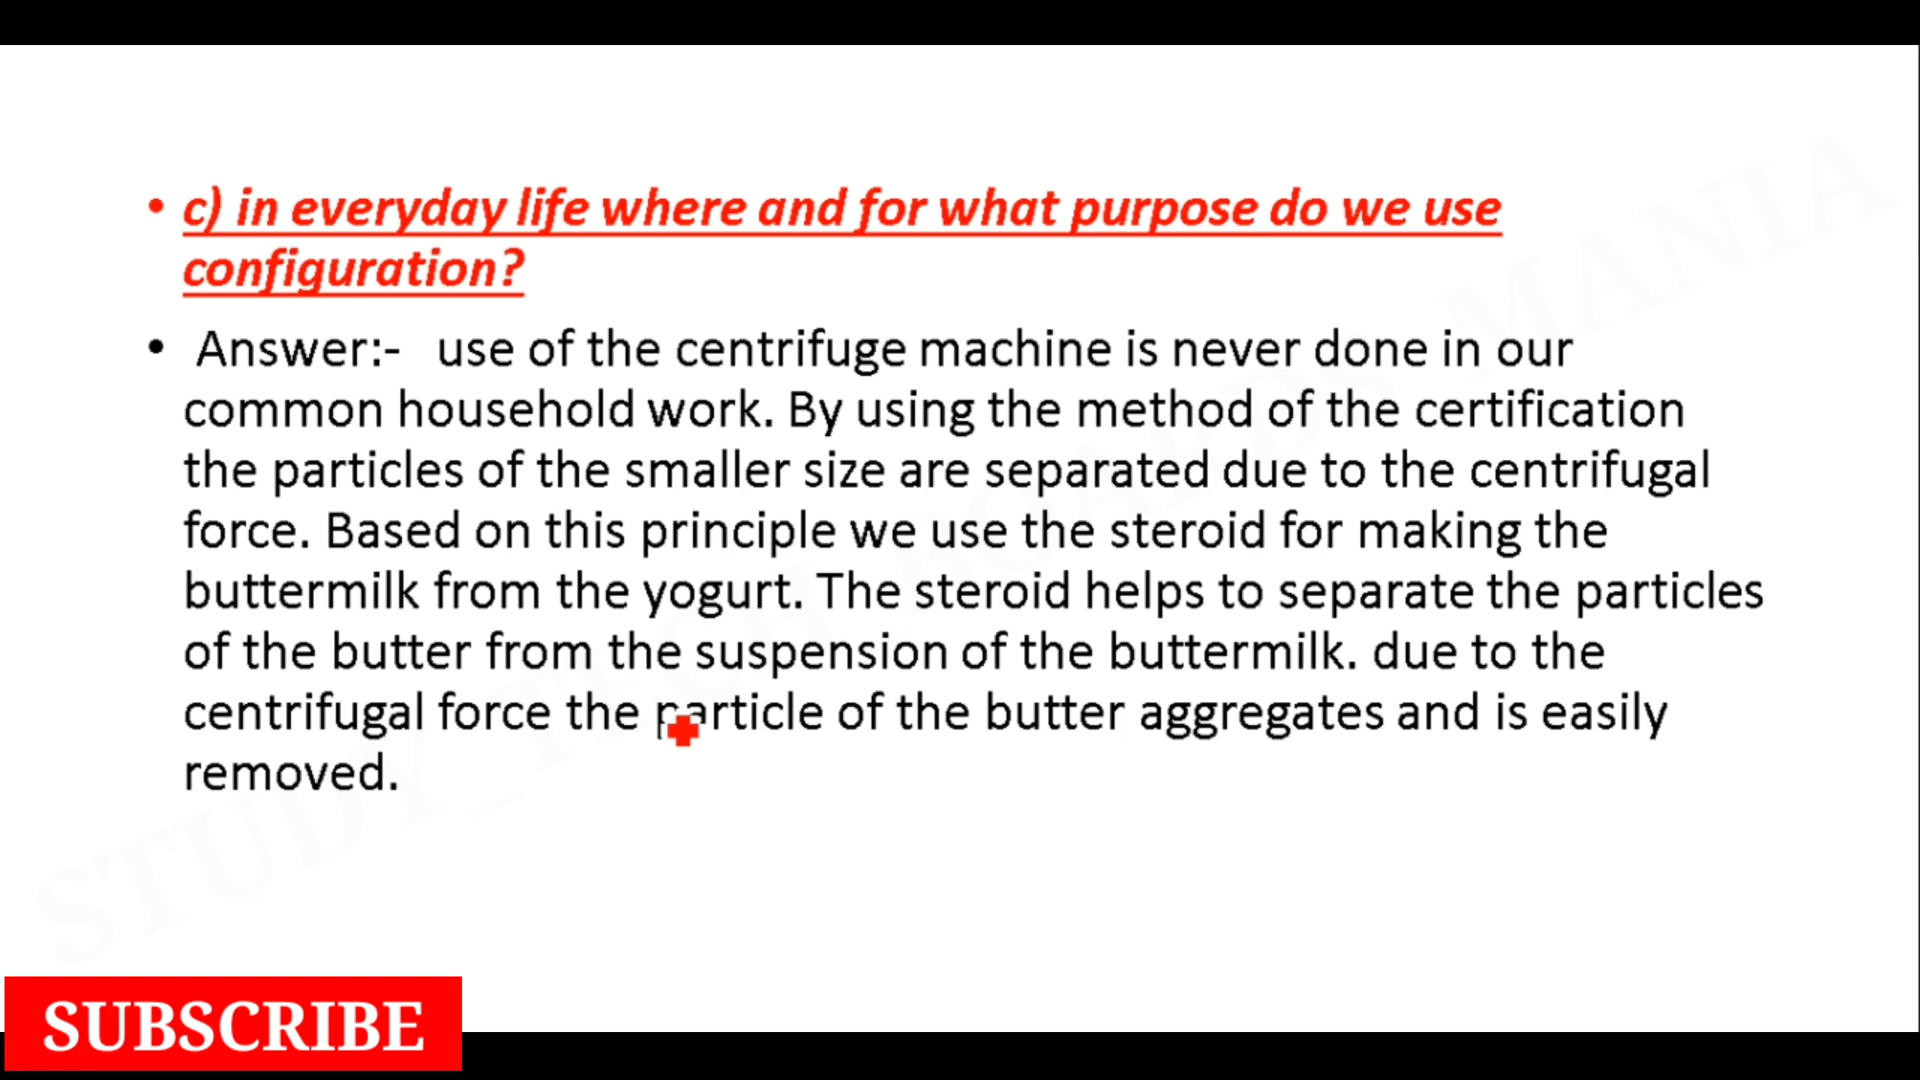 • c) in everyday life where and for what purpose do we use
configuration?
• Answer:- use of the centrifuge machine is never done in our
common household work. By using the method of the certification
the particles of the smaller size are separated due to the centrifugal
force. Based on this principle we use the steroid for making the
buttermilk from the yogurt. The steroid helps to separate the particles
of the butter from the suspension of the buttermilk. due to the
centrifugal force the particle of the butter aggregates and is easily
removed.
STUDY_TECH BOARDS MANIA
SUBSCRIBE